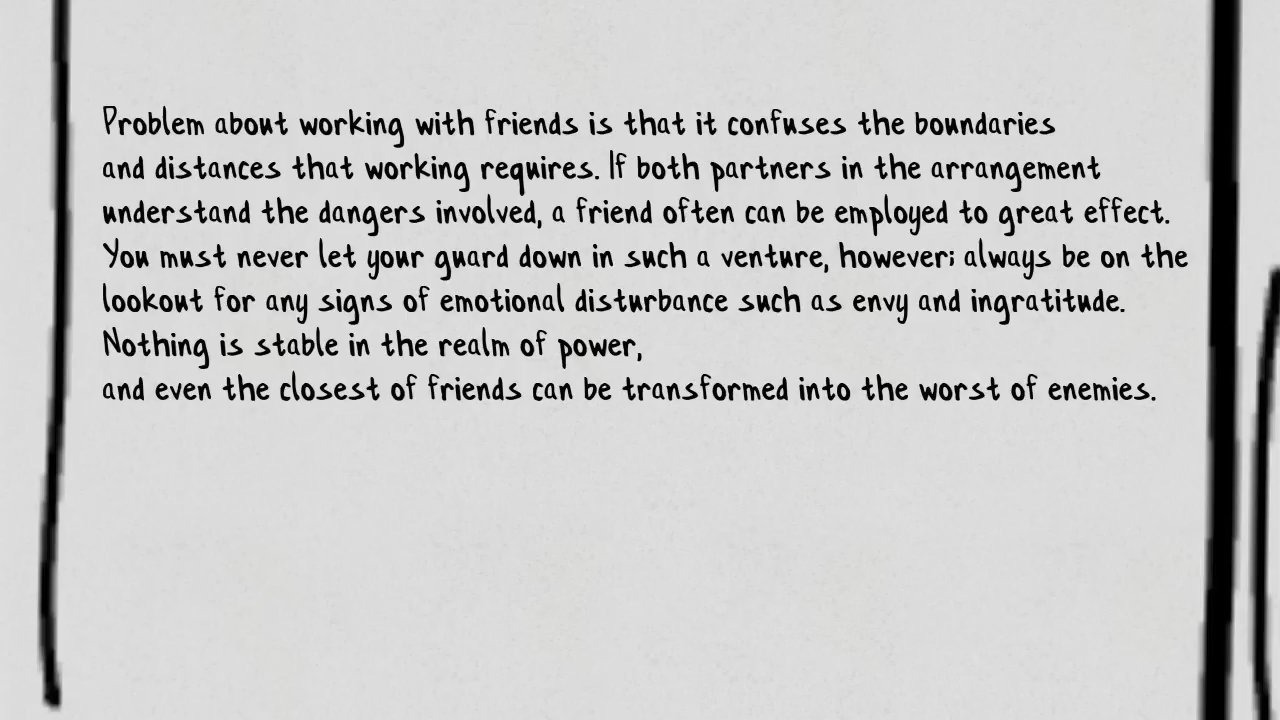 Problem about working with friends is that it confuses the boundaries
and distances that working requires. If both partners in the arrangement
understand the dangers involved, a friend often can be employed to great effect.
You must never let your guard down in such a venture, however; always be on the
lookout for any signs of emotional disturbance such as envy and ingratitude.
Nothing is stable in the realm of power,
and even the closest of friends can be transformed into the worst of enemies.